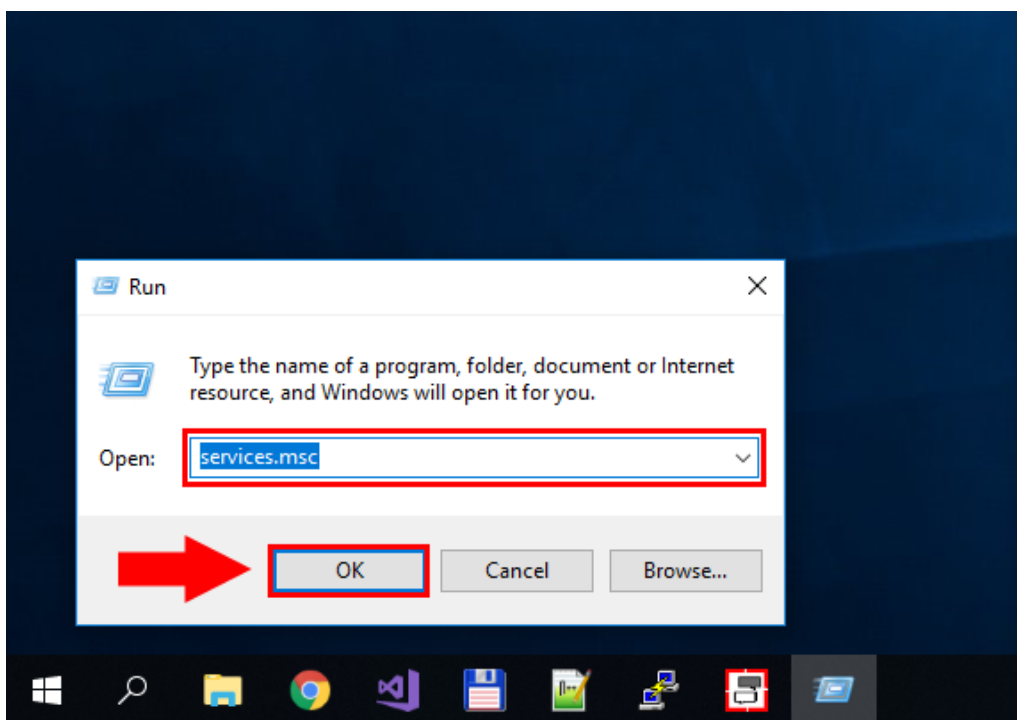 Run
Type the name of a program, folder, document or Internet
resource, and Windows will open it for you.
Open:
services.msc
OK
Cancel
Browse...